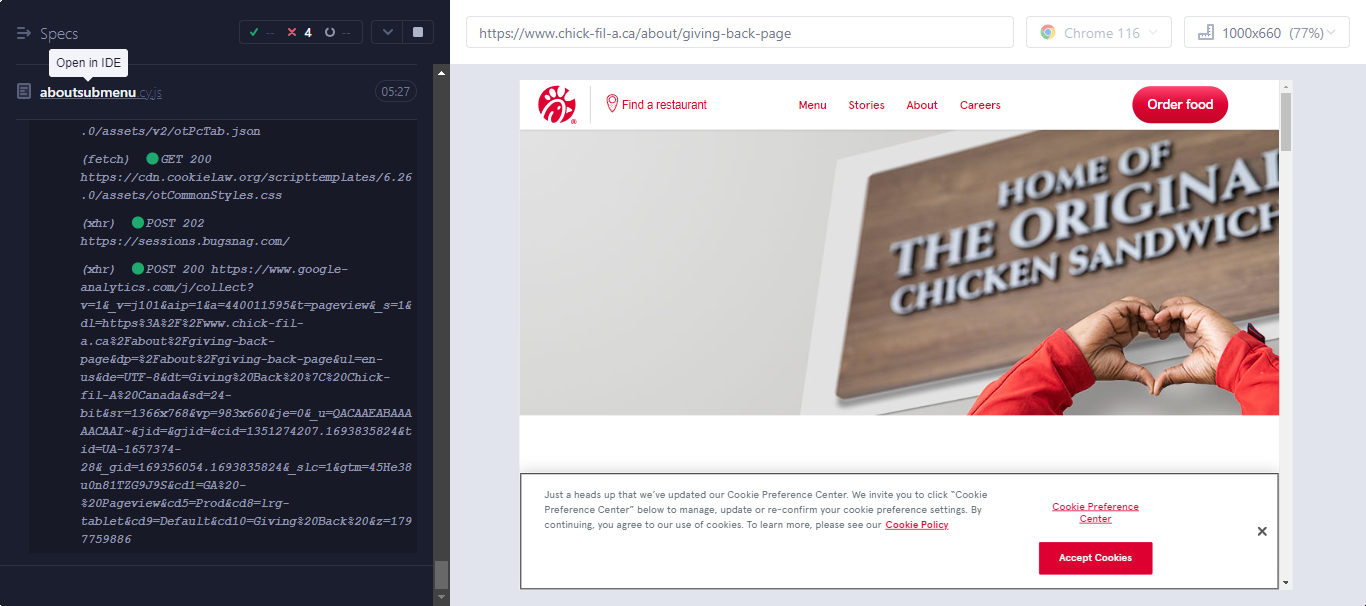 Specs
-- 4 --
Open in IDE
aboutsubmenu.cy.js 05:27
.0/assets/v2/otPcTab.json
(fetch) GET 200
https://cdn.cookielaw.org/scripttemplates/6.26
.0/assets/otCommonStyles.css
(xhr) POST 202
https://sessions.bugsnag.com/
(xhr) POST 200 https://www.google-
analytics.com/j/collect?
v=1&_v=j101&aip=1&a=440011595&t=pageview&_s=1&
dl=https%3A%2F%2Fwww.chick-fil-
a.ca%2Fabout%2Fgiving-back-
page&dp=%2Fabout%2Fgiving-back-page&ul=en-
us&de=UTF-8&dt=Giving%20Back%20%7C%20Chick-
fil-A%20Canada&sd=24-
bit&sr=1366x768&vp=983x660&je=0&_u=QACAAEABAAA
AACAAI~&jid=&gjid=&cid=1351274207.1693835824&t
id=UA-1657374-
28&_gid=169356054.1693835824&_slc=1&gtm=45He38
u0n81TZG9J9S&cd1=GA%20-
%20Pageview&cd5=Prod&cd8=lrg-
tablet&cd9=Default&cd10=Giving%20Back%20&z=179
7759886
https://www.chick-fil-a.ca/about/giving-back-page
Chrome 116
1000x660 (77%)
Find a restaurant
Menu Stories About Careers
Order food
HOME OF
THE ORIGINAL
CHICKEN SANDWICH
Just a heads up that we've updated our Cookie Preference Center. We invite you to click "Cookie
Preference Center" below to manage, update or re-confirm your cookie preference settings. By
continuing, you agree to our use of cookies. To learn more, please see our Cookie Policy
Cookie Preference
Center
Accept Cookies